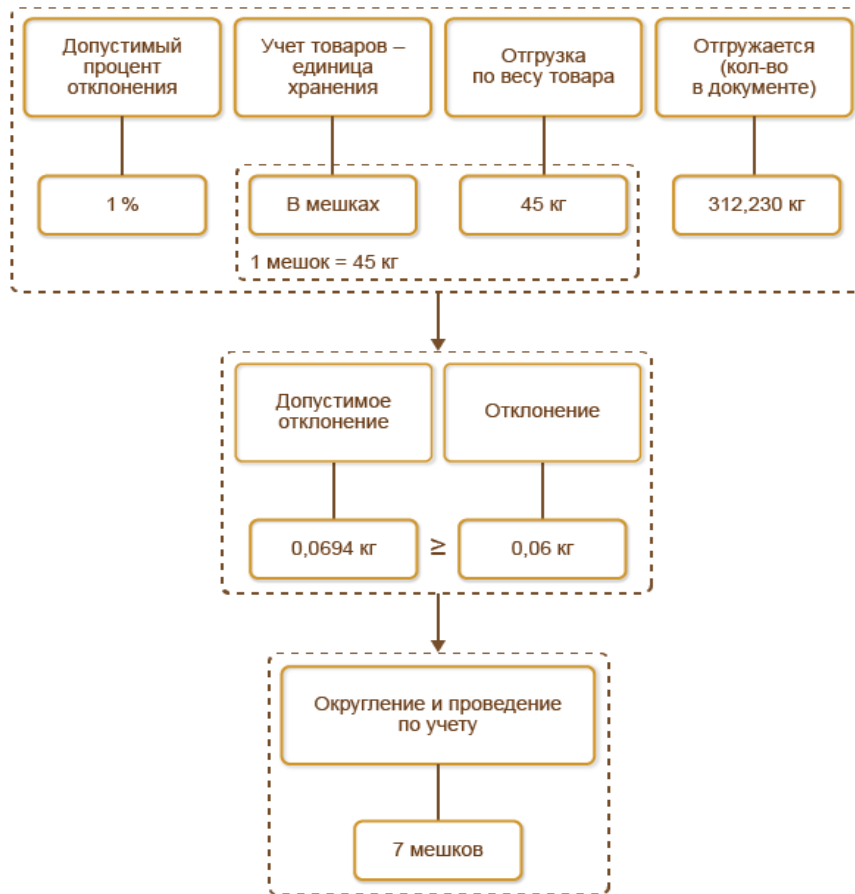 Допустимый
процент
отклонения
Учет товаров –
единица
хранения
Отгрузка
по весу товара
Отгружается
(кол-во
в документе)
1 %
В мешках
45 кг
312,230 кг
1 мешок = 45 кг
Допустимое
отклонение
Отклонение
0,0694 кг
≥
0,06 кг
Округление и проведение
по учету
7 мешков